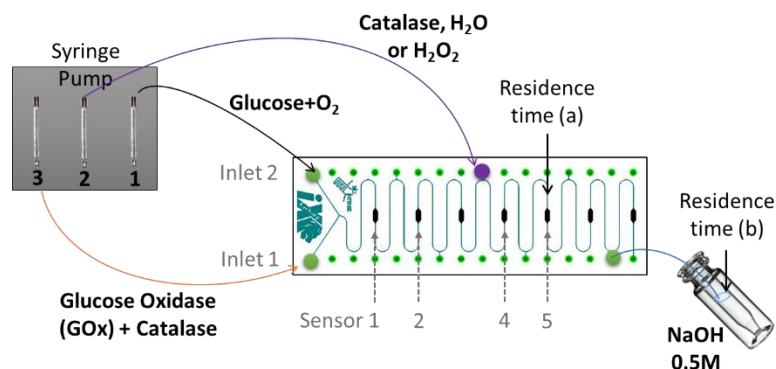 Catalase, H₂O
or H₂O₂
Syringe
Pump
Glucose+O₂
Residence
time (a)
3 2 1
Inlet 2
Residence
time (b)
iX
Inlet 1
Glucose Oxidase
(GOx) + Catalase
Sensor 1 2 4 5
NaOH
0.5M